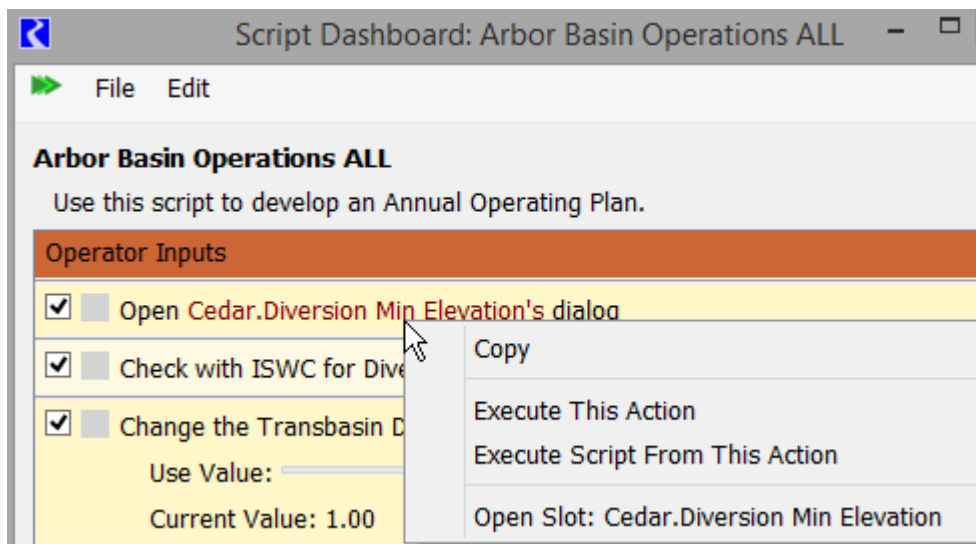 Script Dashboard: Arbor Basin Operations ALL
File Edit
Arbor Basin Operations ALL
Use this script to develop an Annual Operating Plan.
Operator Inputs
Open Cedar.Diversion Min Elevation's dialog
Check with ISWC for Dive
Change the Transbasin D
Use Value:
Current Value: 1.00
Copy
Execute This Action
Execute Script From This Action
Open Slot: Cedar.Diversion Min Elevation